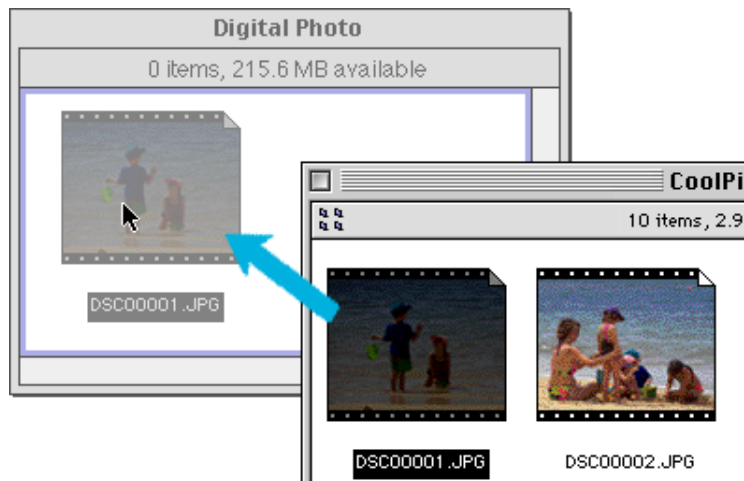 Digital Photo
0 items, 215.6 MB available
DSC00001.JPG
CoolPi
10 items, 2.9
DSC00001.JPG
DSC00002.JPG